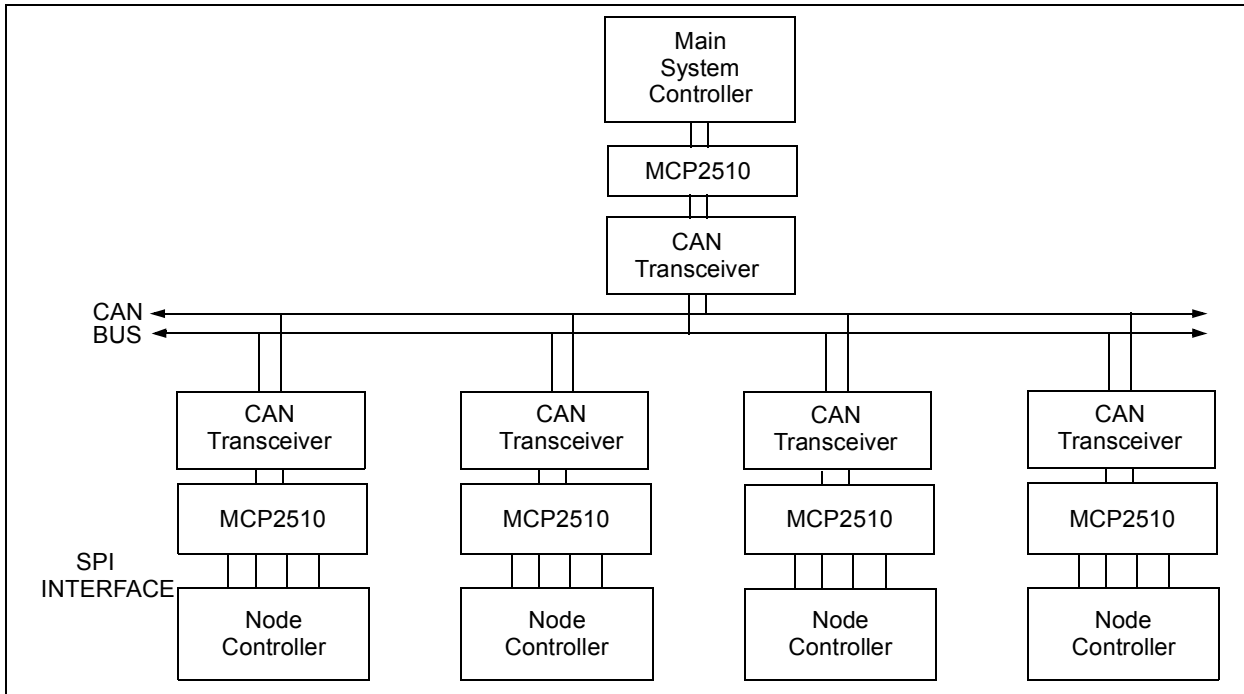 Main
System
Controller
MCP2510
CAN
Transceiver
CAN
BUS
CAN
Transceiver
CAN
Transceiver
CAN
Transceiver
CAN
Transceiver
MCP2510
MCP2510
MCP2510
MCP2510
SPI
INTERFACE
Node
Controller
Node
Controller
Node
Controller
Node
Controller